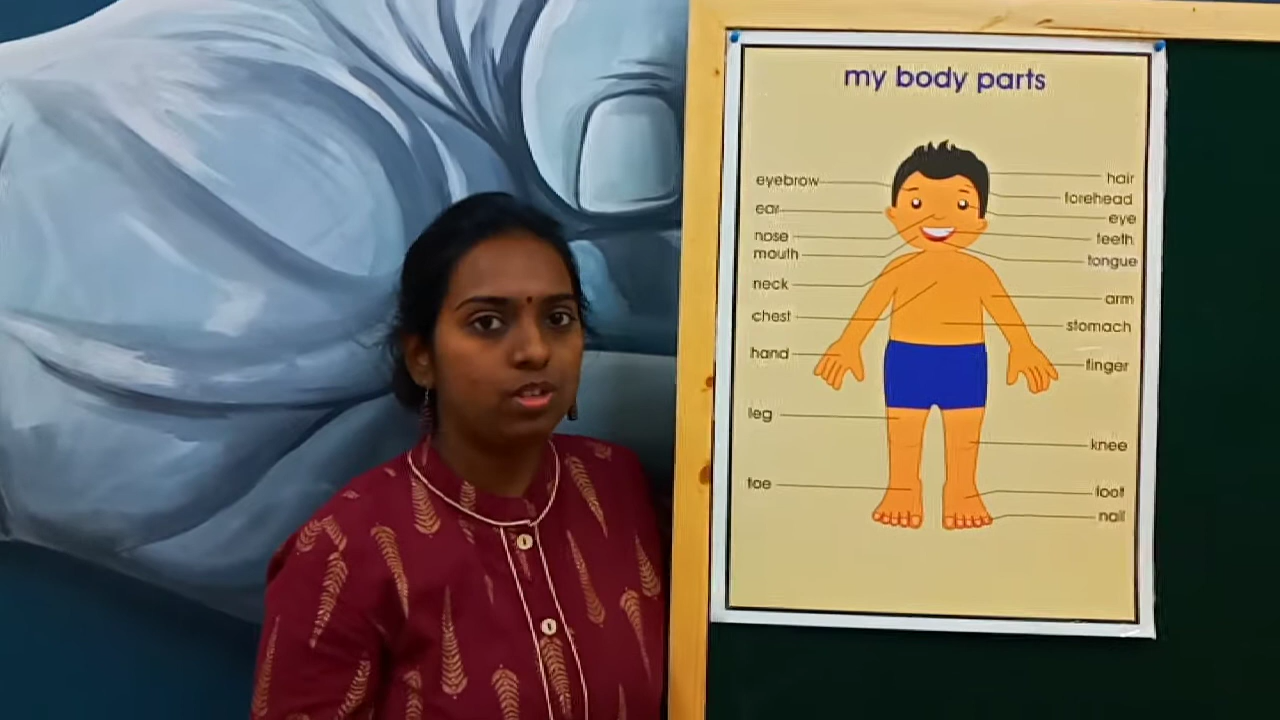 my body parts
eyebrow
ear
nose
mouth
neck
chest
hand
leg
toe
hair
forehead
eye
teeth
tongue
arm
stomach
finger
knee
foot
nail